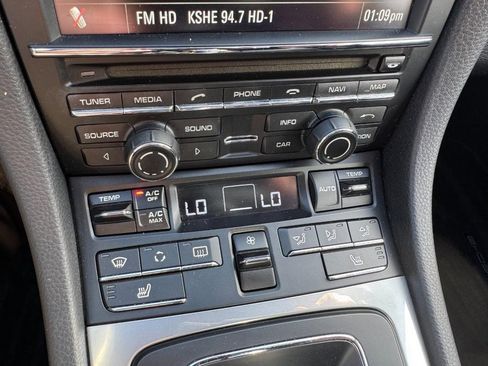 FM HD KSHE 94.7 HD-1 01:09pm
TUNER MEDIA PHONE NAVI MAP
SOURCE SOUND INFO
CAR
TEMP A/C OFF LO LO AUTO TEMP
A/C MAX